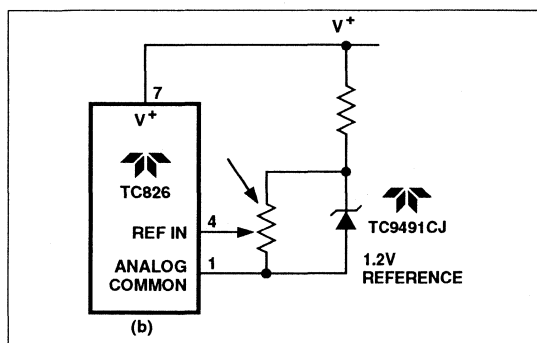 V+
7
V+
TC826
TC9491CJ
REF IN
4
ANALOG
COMMON
1
1.2V
REFERENCE
(b)